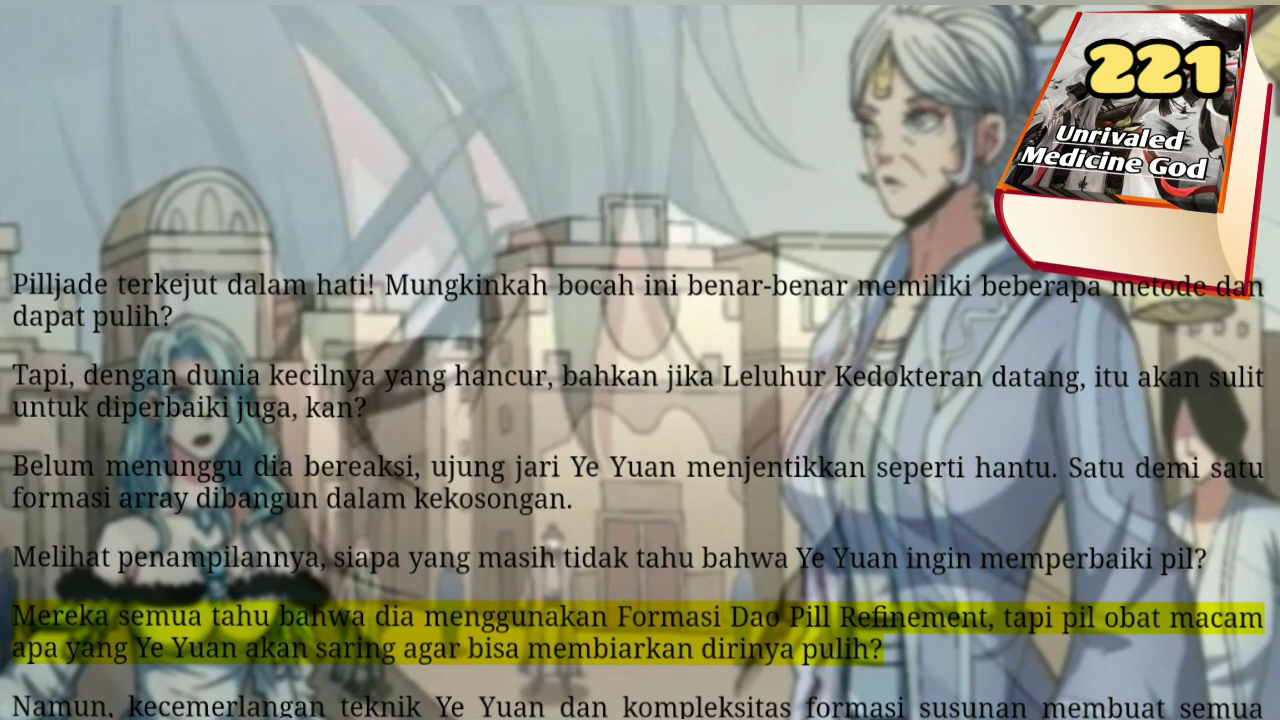 221
Unrivaled
Medicine God
Pilljade terkejut dalam hati! Mungkinkah bocah ini benar-benar memiliki beberapa metode dan
dapat pulih?
Tapi, dengan dunia kecilnya yang hancur, bahkan jika Leluhur Kedokteran datang, itu akan sulit
untuk diperbaiki juga, kan?
Belum menunggu dia bereaksi, ujung jari Ye Yuan menjentikkan seperti hantu. Satu demi satu
formasi array dibangun dalam kekosongan.
Melihat penampilannya, siapa yang masih tidak tahu bahwa Ye Yuan ingin memperbaiki pil?
Mereka semua tahu bahwa dia menggunakan Formasi Dao Pill Refinement, tapi pil obat macam
apa yang Ye Yuan akan saring agar bisa membiarkan dirinya pulih?
Namun, kecemerlangan teknik Ye Yuan dan kompleksitas formasi susunan membuat semua